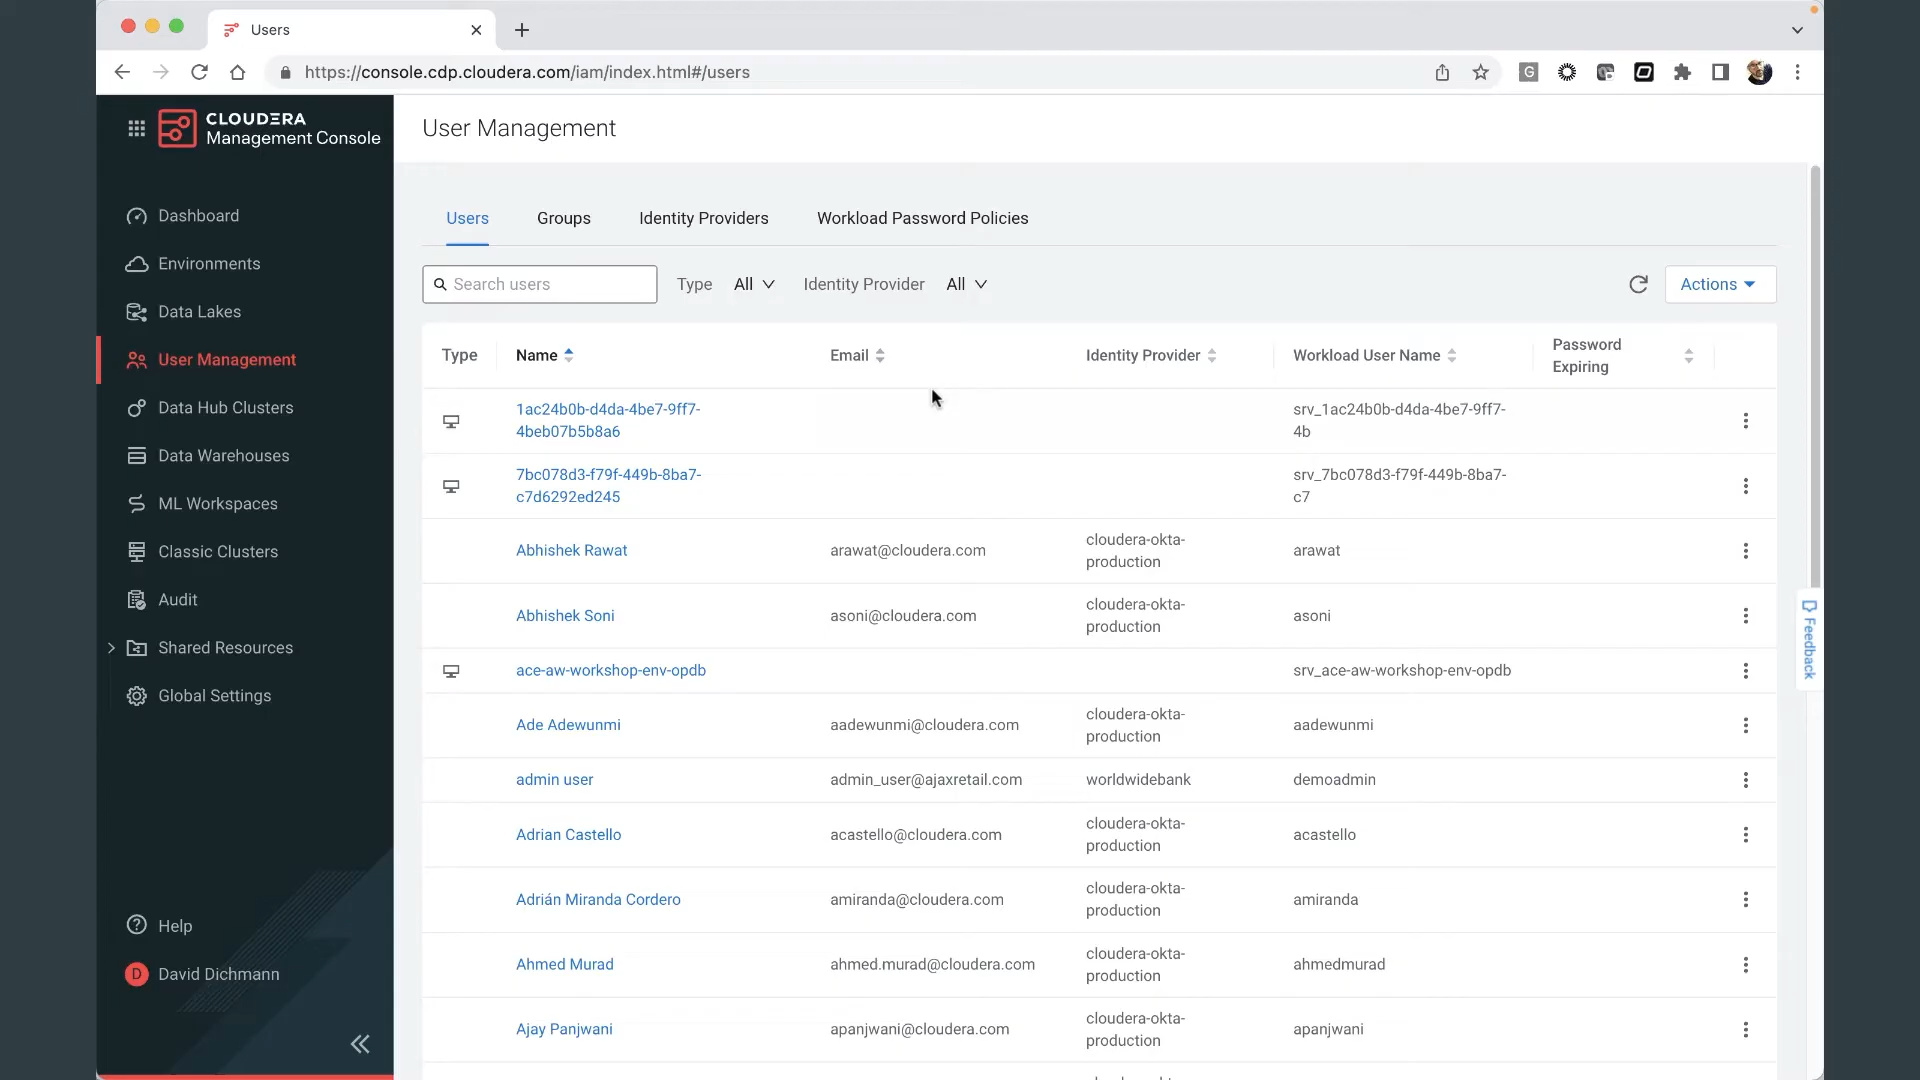 Users
https://console.cdp.cloudera.com/iam/index.html#/users
CLOUDERA
Management Console
User Management
Dashboard
Environments
Data Lakes
User Management
Data Hub Clusters
Data Warehouses
ML Workspaces
Classic Clusters
Audit
Shared Resources
Global Settings
Help
D David Dichmann
Users Groups Identity Providers Workload Password Policies
Search users Type All Identity Provider All Actions
Type Name Email Identity Provider Workload User Name Password
Expiring
1ac24b0b-d4da-4be7-9ff7- srv_1ac24b0b-d4da-4be7-9ff7-
4beb07b5b8a6 4b
7bc078d3-f79f-449b-8ba7- srv_7bc078d3-f79f-449b-8ba7-
c7d6292ed245 c7
Abhishek Rawat arawat@cloudera.com cloudera-okta- arawat
production
Abhishek Soni asoni@cloudera.com cloudera-okta- asoni
production
ace-aw-workshop-env-opdb srv_ace-aw-workshop-env-opdb
Ade Adewunmi aadewunmi@cloudera.com cloudera-okta- aadewunmi
production
admin user admin_user@ajaxretail.com worldwidebank demoadmin
Adrian Castello acastello@cloudera.com cloudera-okta- acastello
production
Adrián Miranda Cordero amiranda@cloudera.com cloudera-okta- amiranda
production
Ahmed Murad ahmed.murad@cloudera.com cloudera-okta- ahmedmurad
production
Ajay Panjwani apanjwani@cloudera.com cloudera-okta- apanjwani
production
Feedback